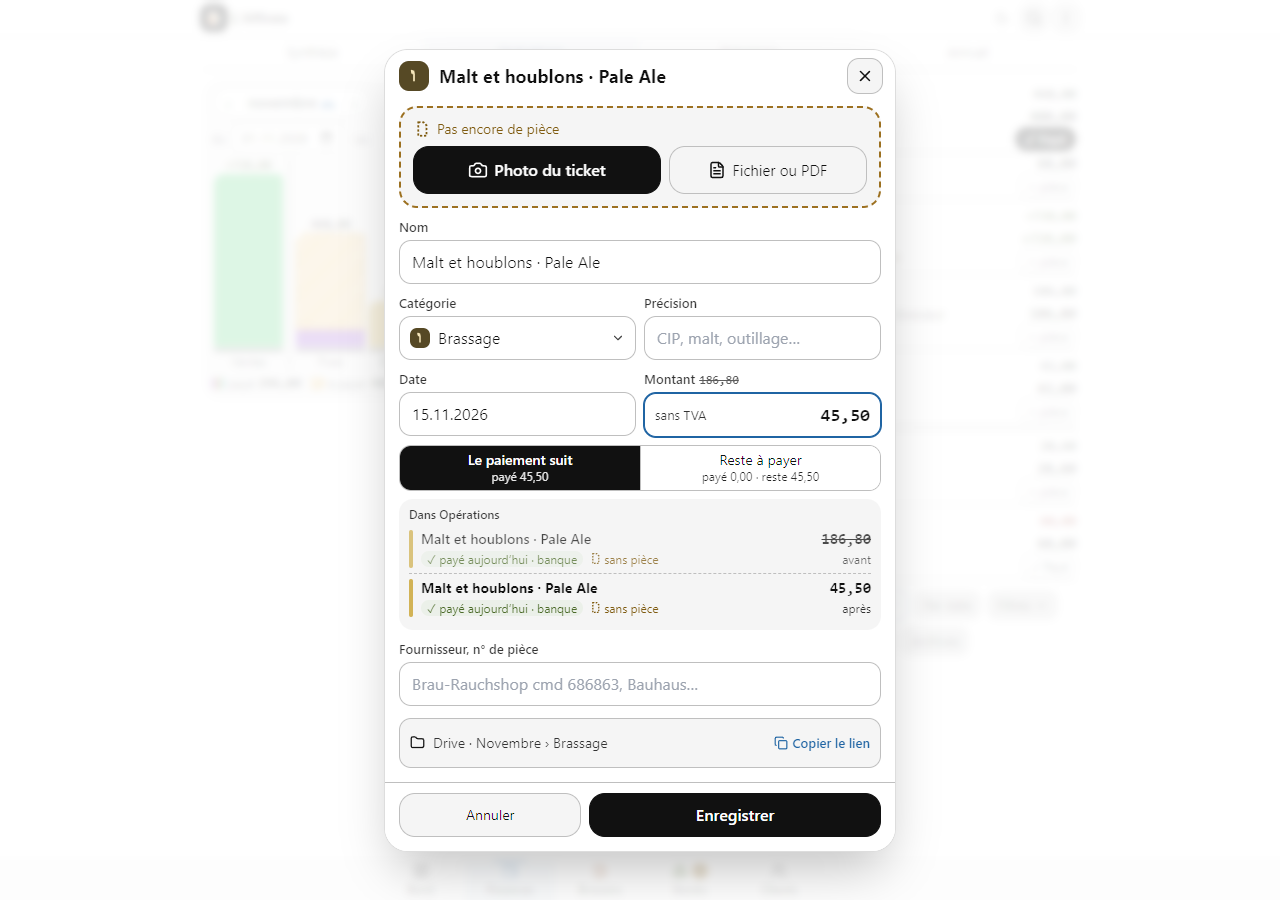 Malt et houblons · Pale Ale
Pas encore de pièce
Photo du ticket
Fichier ou PDF
Nom
Malt et houblons · Pale Ale
Catégorie
Précision
Brassage
CIP, malt, outillage...
Date
Montant 186,80
15.11.2026
sans TVA
45,50
Le paiement suit
payé 45,50
Reste à payer
payé 0,00 · reste 45,50
Dans Opérations
Malt et houblons · Pale Ale
186,80
✓ payé aujourd'hui · banque
sans pièce
avant
Malt et houblons · Pale Ale
45,50
✓ payé aujourd'hui · banque
sans pièce
après
Fournisseur, n° de pièce
Brau-Rauchshop cmd 686863, Bauhaus...
Drive · Novembre › Brassage
Copier le lien
Annuler
Enregistrer